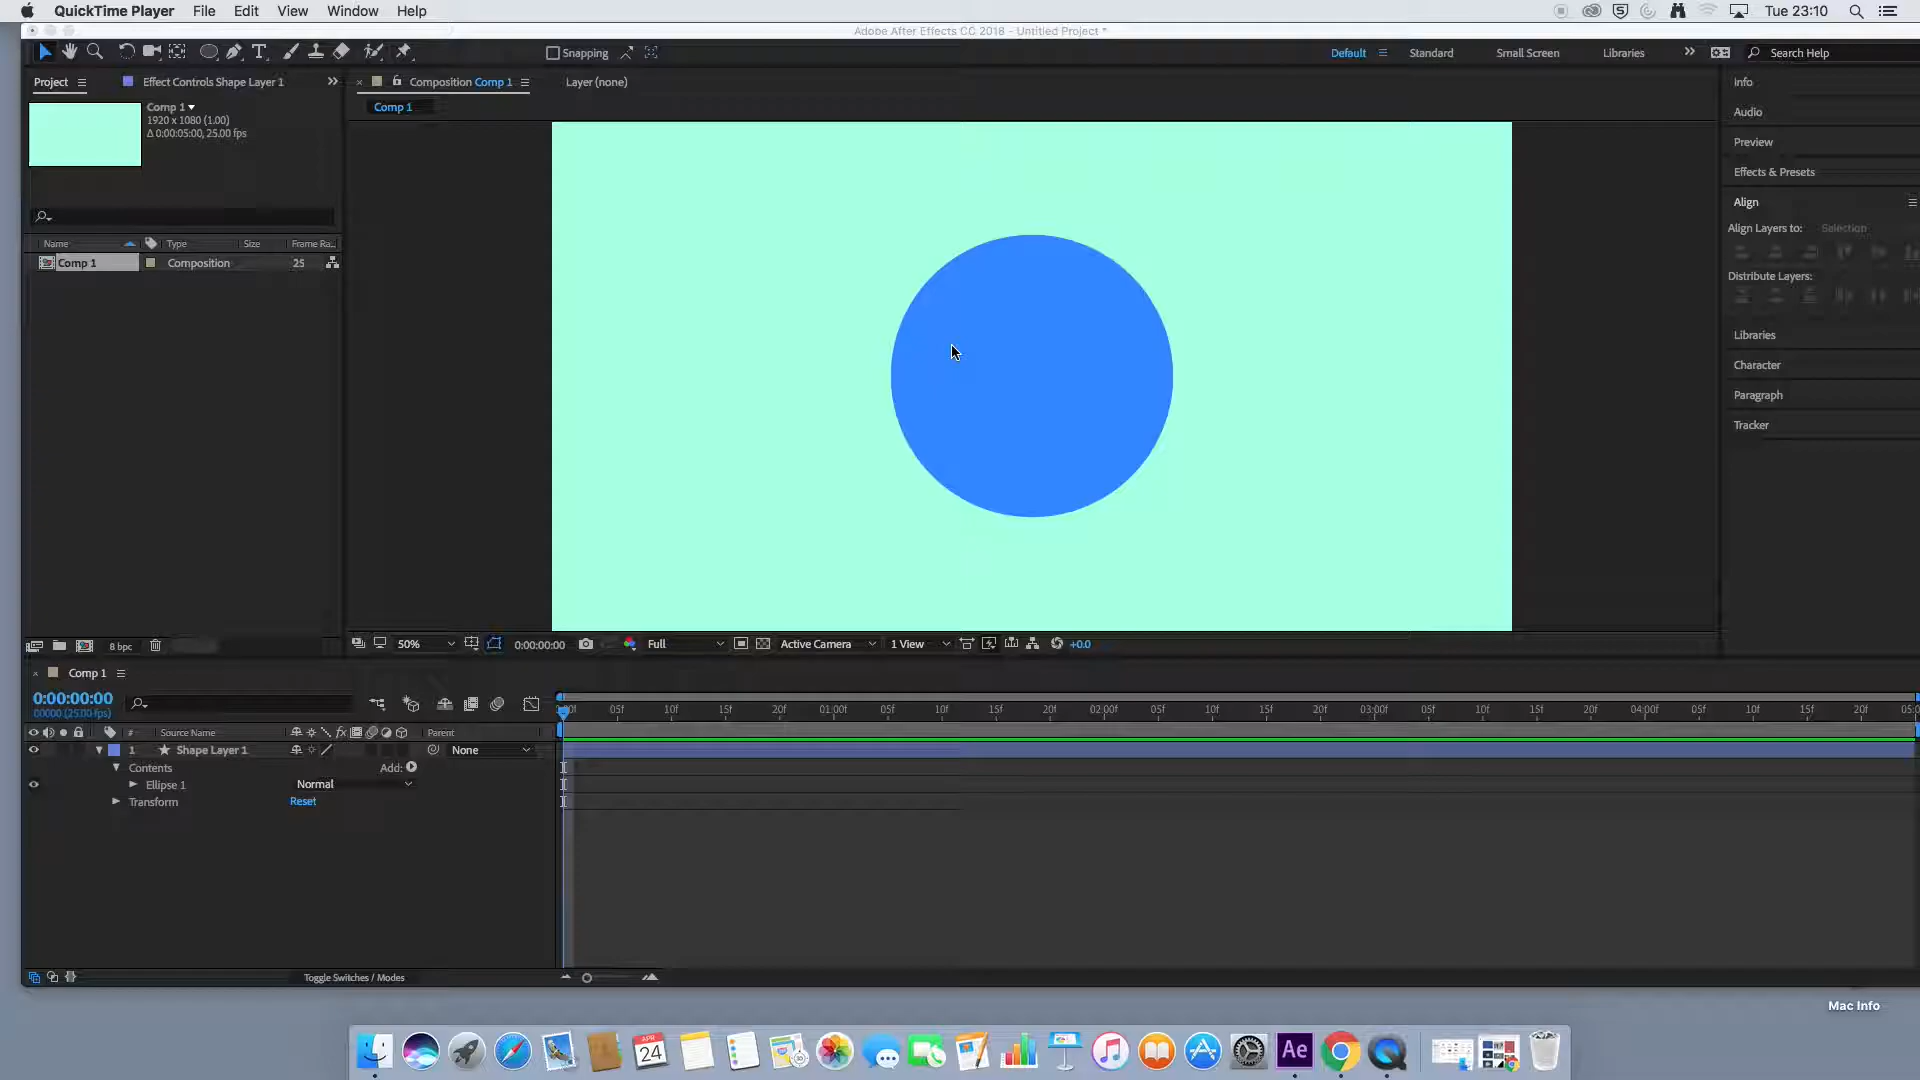 QuickTime Player File Edit View Window Help Tue 23:10
Adobe After Effects CC 2018 - Untitled Project *
Snapping Default Standard Small Screen Libraries Search Help
Project Effect Controls Shape Layer 1 Composition Comp 1 Layer (none) Info
Comp 1
1920 x 1080 (1.00)
Δ 0:00:05:00, 25.00 fps
Comp 1
Audio
Preview
Effects & Presets
Align
Align Layers to: Selection
Distribute Layers:
Libraries
Character
Paragraph
Tracker
Name Type Size Frame Ra...
Comp 1 Composition 25
8 bpc 50% 0:00:00:00 Full Active Camera 1 View +0.0
Comp 1
0:00:00:00
00000 (25.00 fps)
05f 10f 15f 20f 01:00f 05f 10f 15f 20f 02:00f 05f 10f 15f 20f 03:00f 05f 10f 15f 20f 04:00f 05f 10f 15f 20f 05:0
# Source Name fx Parent
1 Shape Layer 1 None
Contents Add:
Ellipse 1 Normal
Transform Reset
Toggle Switches / Modes
Mac Info
APR
24
Ae